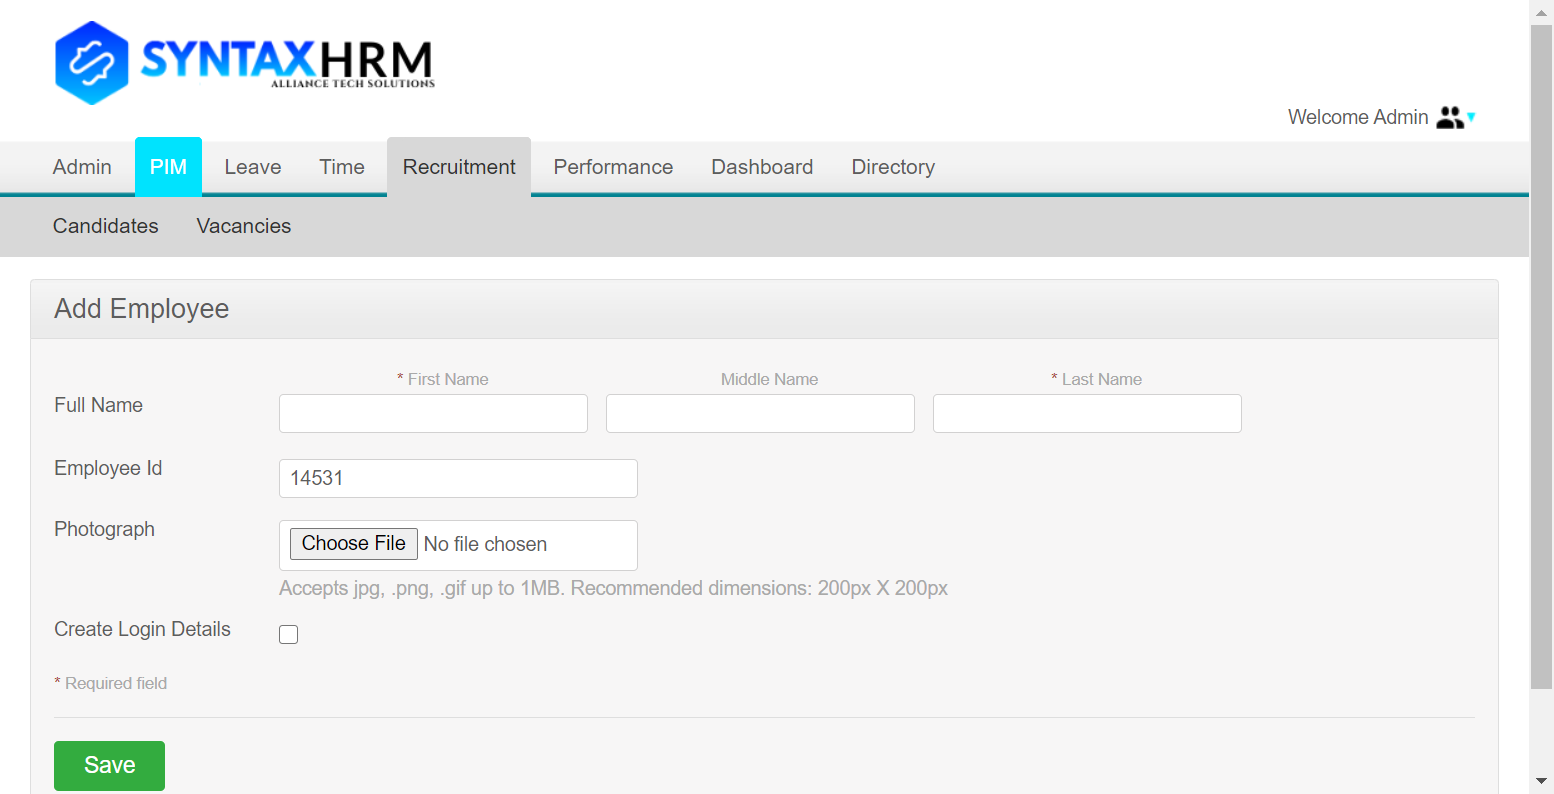 SYNTAXHRM
ALLIANCE TECH SOLUTIONS
Welcome Admin
Admin PIM Leave Time Recruitment Performance Dashboard Directory
Candidates Vacancies
Add Employee
* First Name Middle Name * Last Name
Full Name
Employee Id 14531
Photograph Choose File No file chosen
Accepts jpg, .png, .gif up to 1MB. Recommended dimensions: 200px X 200px
Create Login Details
* Required field
Save